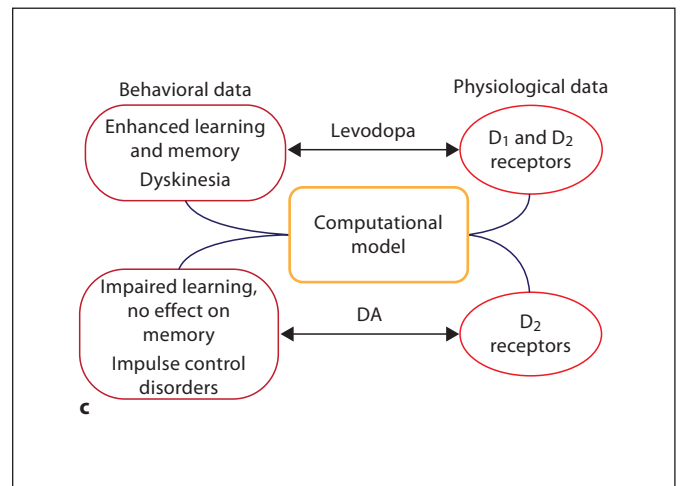 Behavioral data
Physiological data
Enhanced learning
and memory
Dyskinesia
Levodopa
D₁ and D₂
receptors
Computational
model
Impaired learning,
no effect on
memory
Impulse control
disorders
DA
D₂
receptors
c